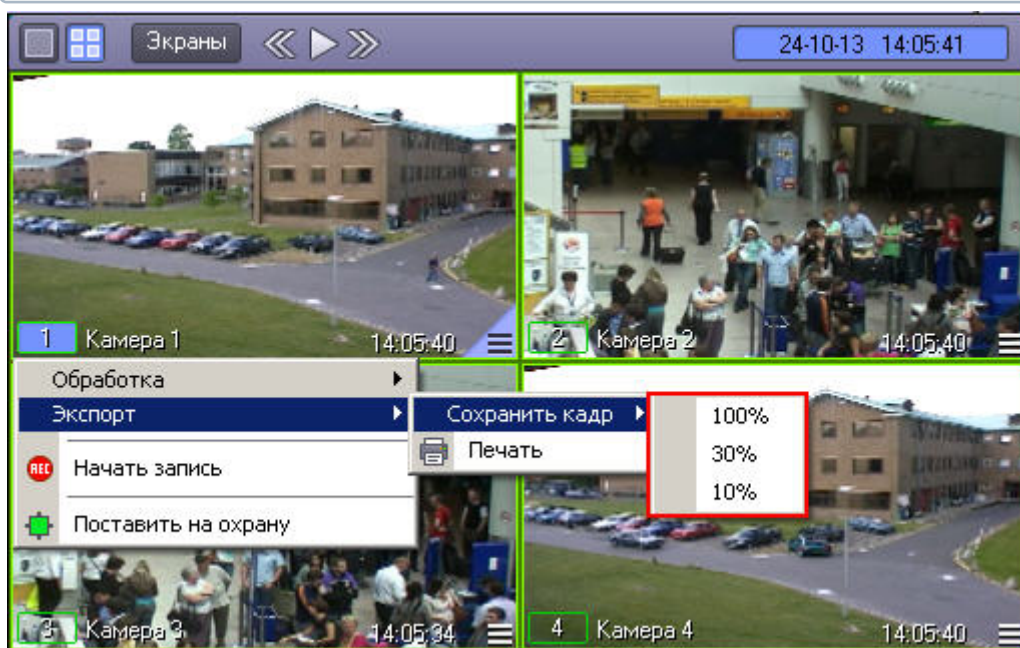 Экраны
24-10-13 14:05:41
1 Камера 1 14:05:40
2 Камера 2 14:05:40
Обработка
Экспорт
Сохранить кадр
100%
30%
10%
Печать
REC Начать запись
Поставить на охрану
3 Камера 3 14:05:34
4 Камера 4 14:05:40